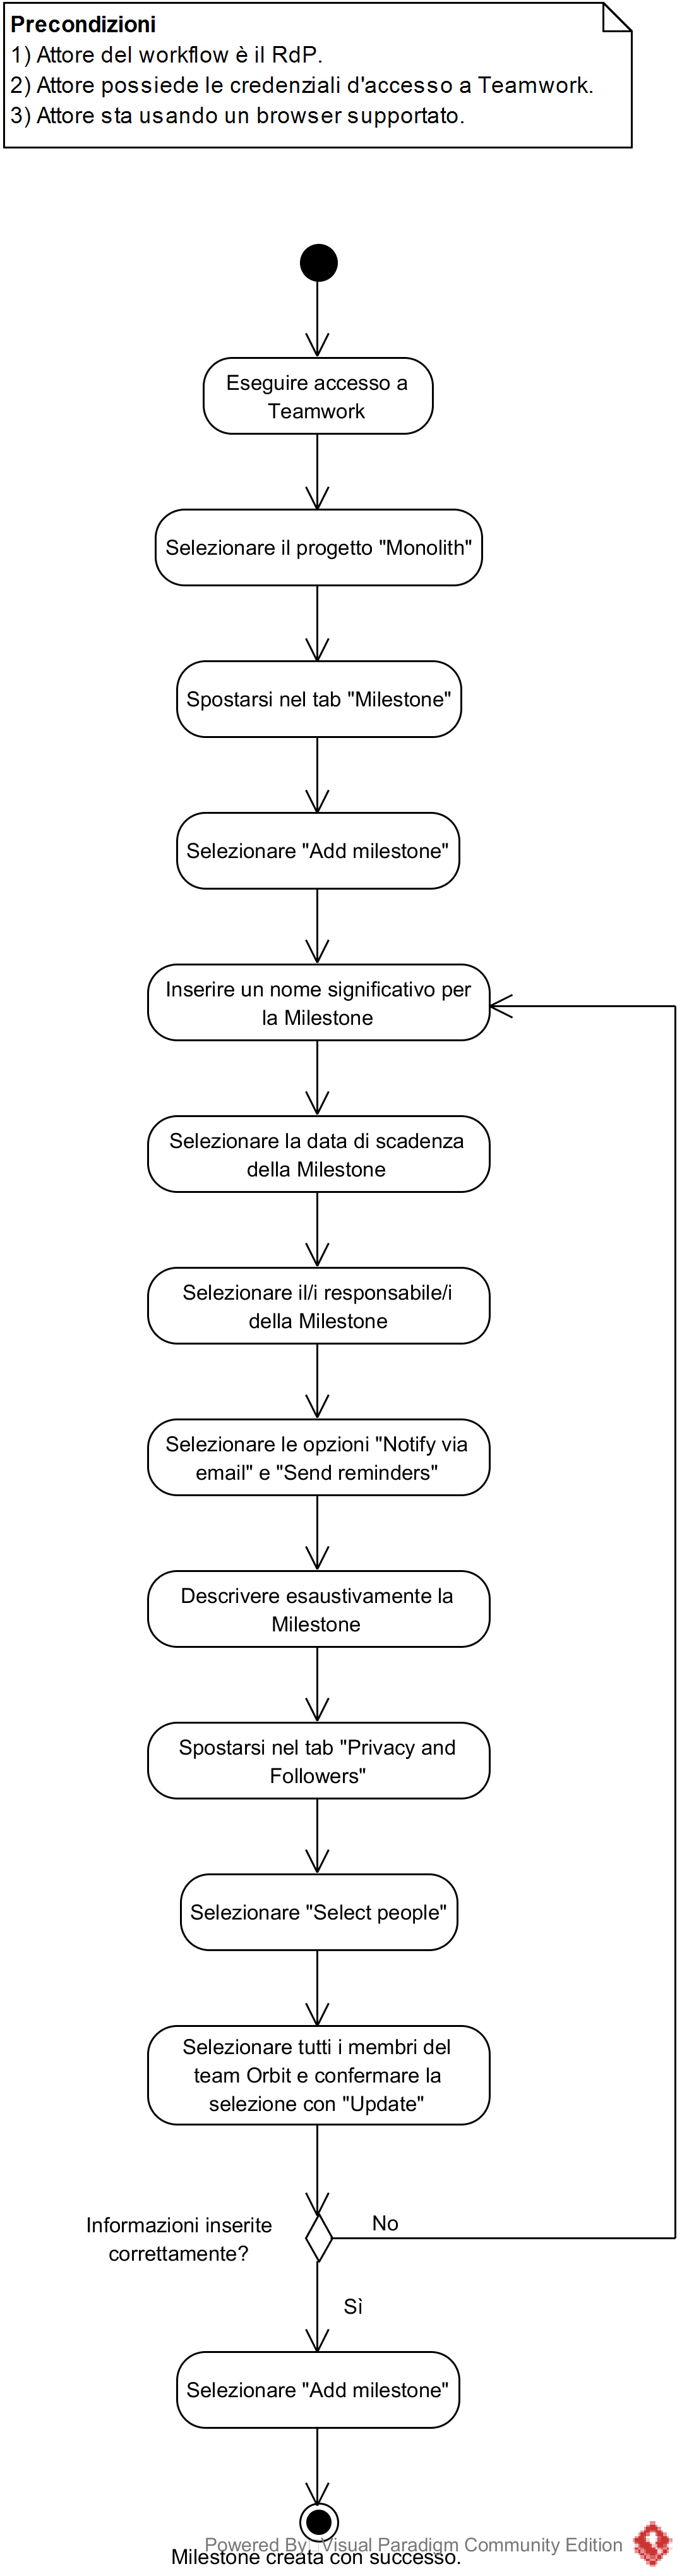 Precondizioni
1) Attore del workflow è il RdP.
2) Attore possiede le credenziali d'accesso a Teamwork.
3) Attore sta usando un browser supportato.
Eseguire accesso a
Teamwork
Selezionare il progetto "Monolith"
Spostarsi nel tab "Milestone"
Selezionare "Add milestone"
Inserire un nome significativo per
la Milestone
Selezionare la data di scadenza
della Milestone
Selezionare il/i responsabile/i
della Milestone
Selezionare le opzioni "Notify via
email" e "Send reminders"
Descrivere esaustivamente la
Milestone
Spostarsi nel tab "Privacy and
Followers"
Selezionare "Select people"
Selezionare tutti i membri del
team Orbit e confermare la
selezione con "Update"
Informazioni inserite
correttamente?
No
Sì
Selezionare "Add milestone"
Powered By Visual Paradigm Community Edition
Milestone creata con successo.